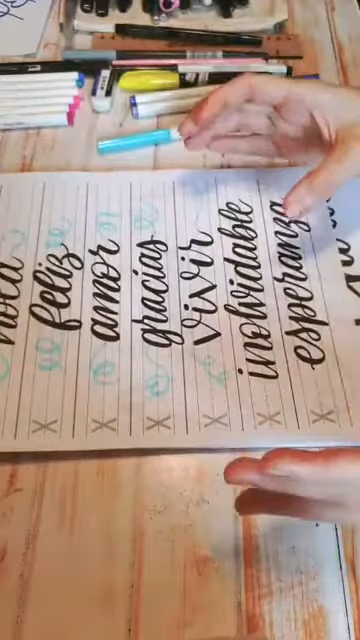 hola
x feliz
x amor
x gracias
x vivir
x inolvidable
x esperanza